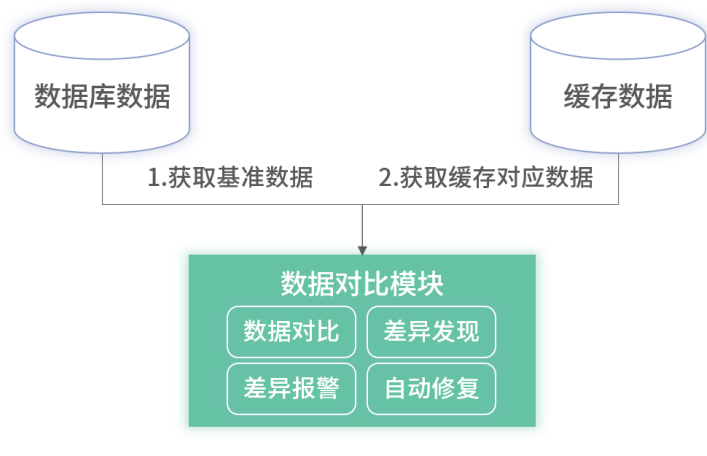 数据库数据
缓存数据
1.获取基准数据
2.获取缓存对应数据
数据对比模块
数据对比
差异发现
差异报警
自动修复